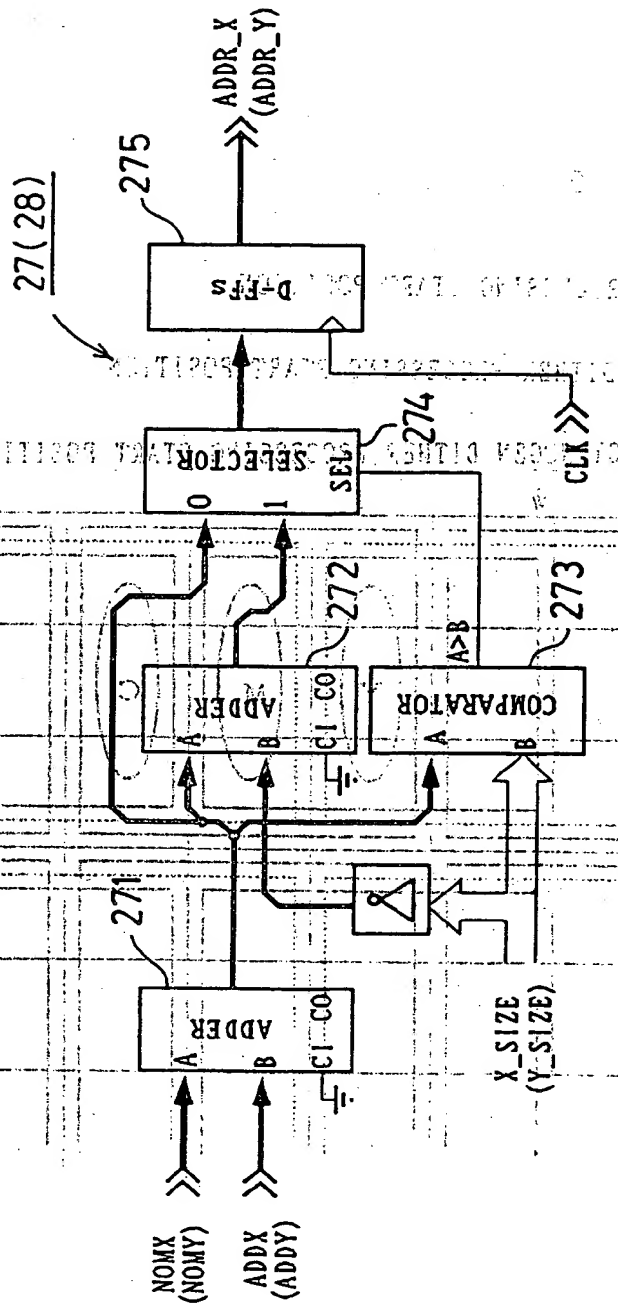 27(28)
NOMX
(NOMY)
ADDX
(ADDY)
271
ADDER
A
B
CI CO
272
ADDER
A
B
CI CO
273
COMPARATOR
A
B
A>B
274
SELECTOR
0
1
SEL
275
D-FFs
ADDR_X
(ADDR_Y)
X_SIZE
(Y_SIZE)
CLK